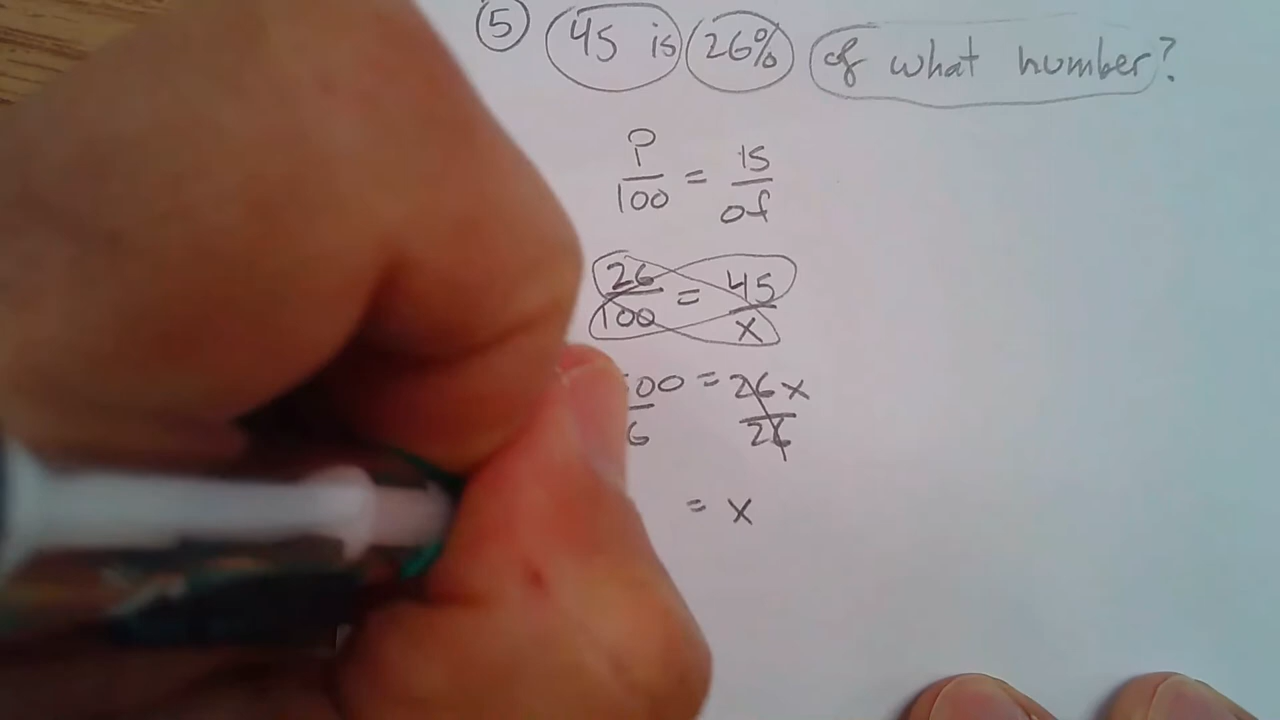 ⑤ 45 is 26% of what number?
P/100 = is/of
26/100 = 45/x
00 = 26x
6 26
= x